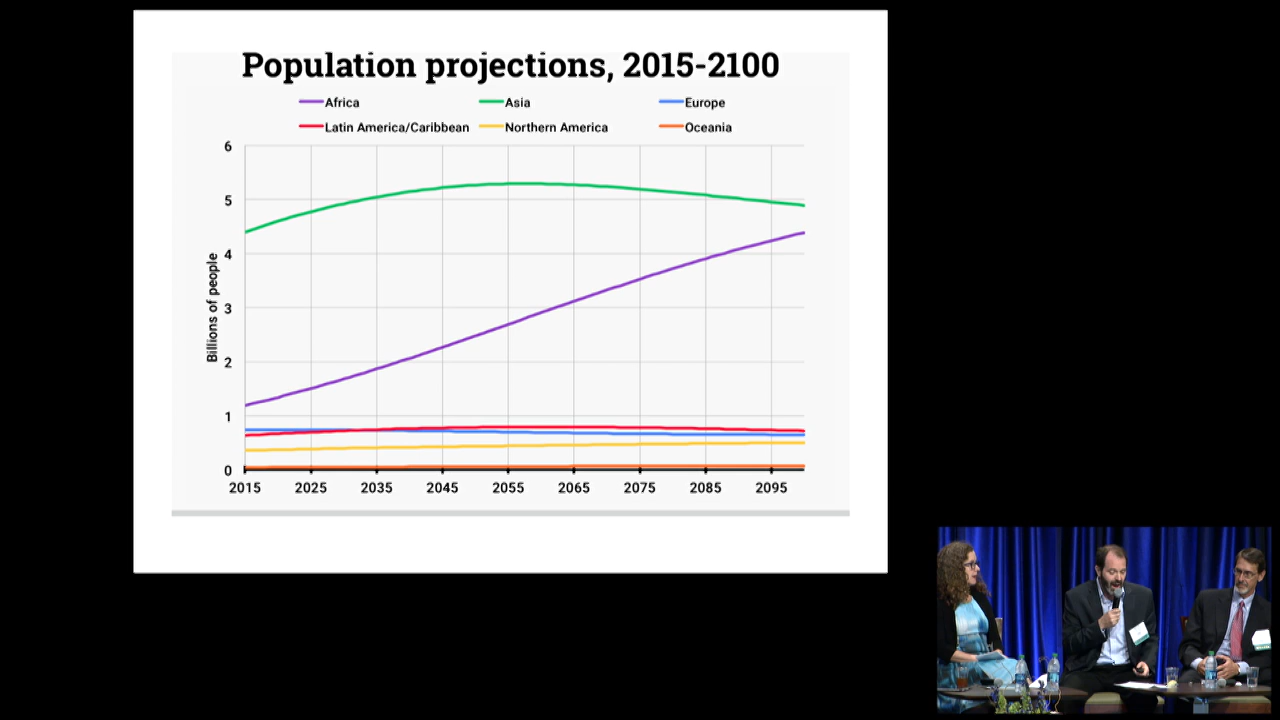 Population projections, 2015-2100
Africa Asia Europe
Latin America/Caribbean Northern America Oceania
Billions of people
6
5
4
3
2
1
0
2015 2025 2035 2045 2055 2065 2075 2085 2095